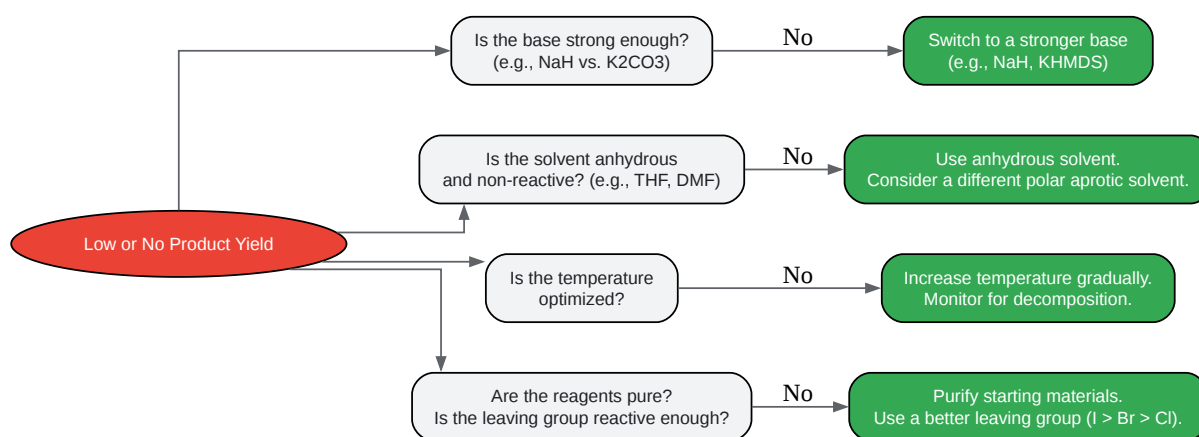 Is the base strong enough?
(e.g., NaH vs. K2CO3)
No
Switch to a stronger base
(e.g., NaH, KHMDS)
Is the solvent anhydrous
and non-reactive? (e.g., THF, DMF)
No
Use anhydrous solvent.
Consider a different polar aprotic solvent.
Low or No Product Yield
Is the temperature
optimized?
No
Increase temperature gradually.
Monitor for decomposition.
Are the reagents pure?
Is the leaving group reactive enough?
No
Purify starting materials.
Use a better leaving group (I > Br > Cl).